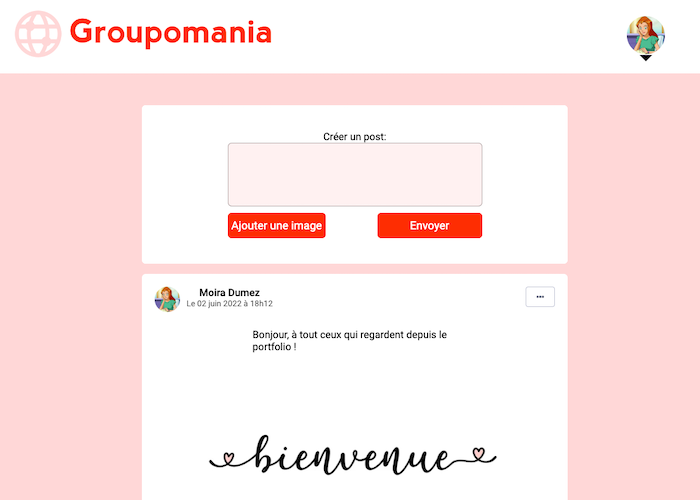 Groupomania
Créer un post:
Ajouter une image
Envoyer
Moira Dumez
Le 02 juin 2022 à 18h12
Bonjour, à tout ceux qui regardent depuis le
portfolio !
bienvenue